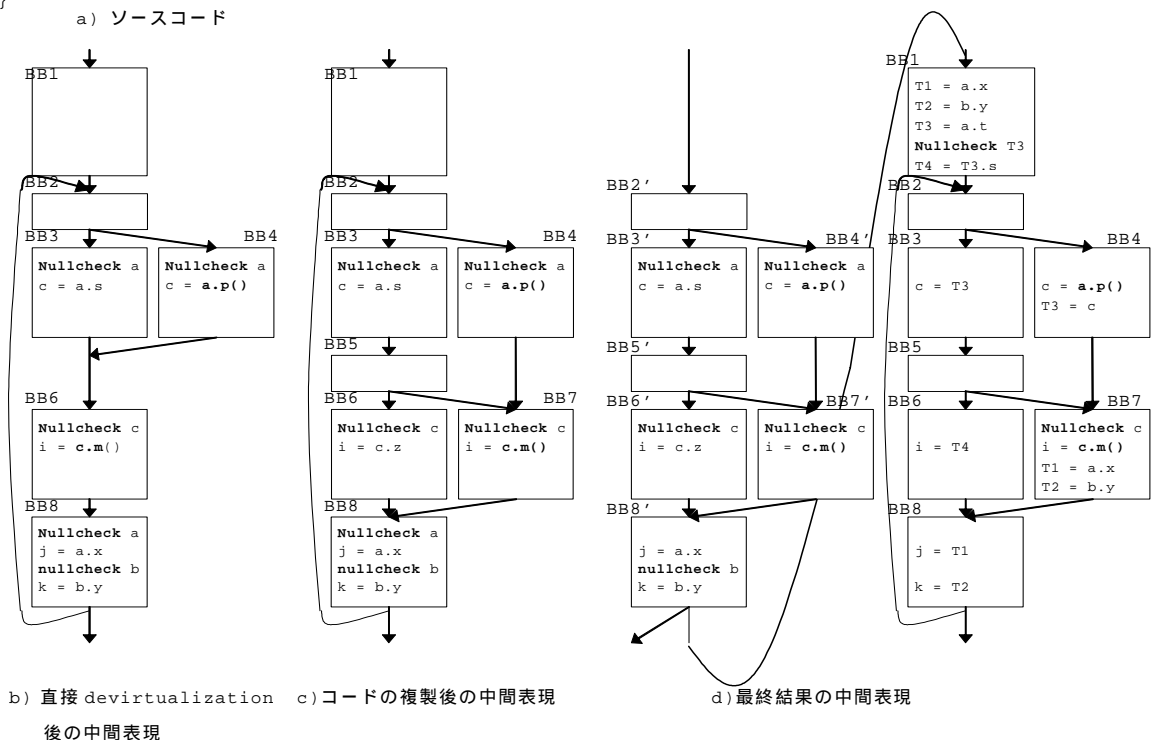 }
a) ソースコード
BB1
BB2
BB3
BB4
Nullcheck a
c = a.s
Nullcheck a
c = a.p()
BB6
Nullcheck c
i = c.m()
BB8
Nullcheck a
j = a.x
nullcheck b
k = b.y
b) 直接 devirtualization
後の中間表現
BB1
BB2
BB3
BB4
Nullcheck a
c = a.s
Nullcheck a
c = a.p()
BB5
BB6
BB7
Nullcheck c
i = c.z
Nullcheck c
i = c.m()
BB8
Nullcheck a
j = a.x
nullcheck b
k = b.y
c)コードの複製後の中間表現
BB2'
BB3'
BB4'
Nullcheck a
c = a.s
Nullcheck a
c = a.p()
BB5'
BB6'
BB7'
Nullcheck c
i = c.z
Nullcheck c
i = c.m()
BB8'
j = a.x
nullcheck b
k = b.y
BB1
T1 = a.x
T2 = b.y
T3 = a.t
Nullcheck T3
T4 = T3.s
BB2
BB3
BB4
c = T3
c = a.p()
T3 = c
BB5
BB6
BB7
i = T4
Nullcheck c
i = c.m()
T1 = a.x
T2 = b.y
BB8
j = T1
k = T2
d)最終結果の中間表現